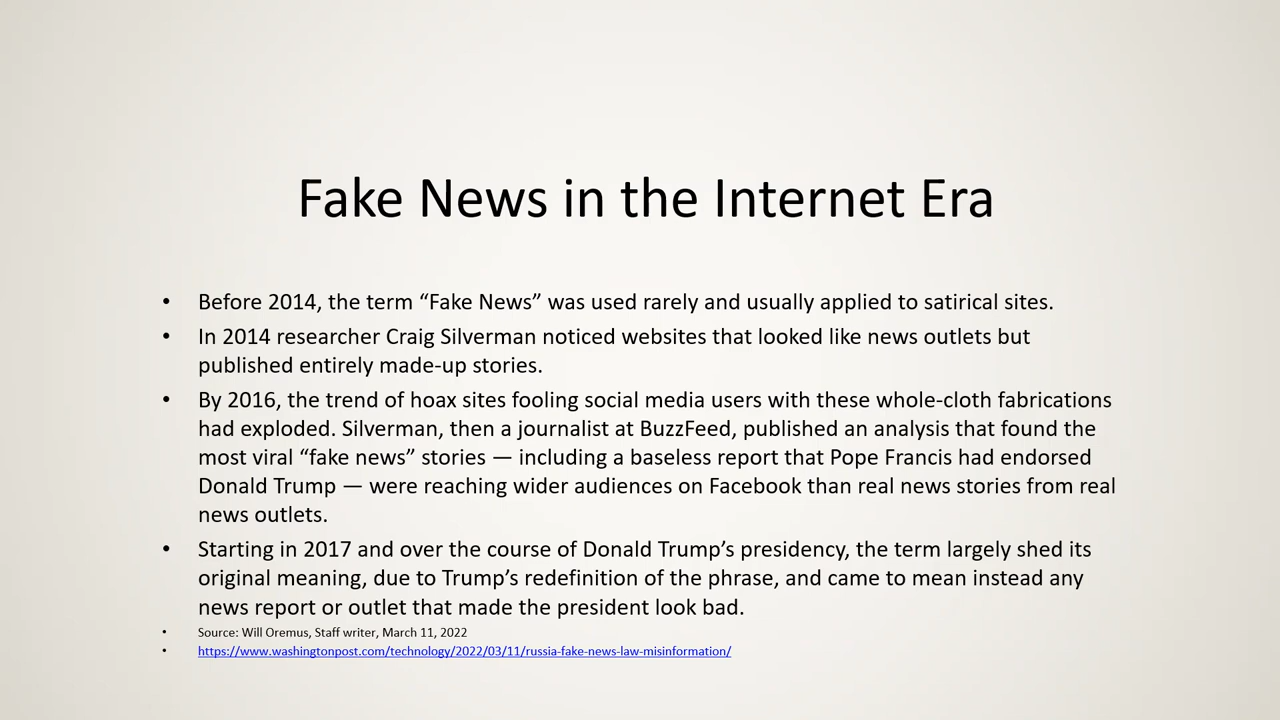 Fake News in the Internet Era
• Before 2014, the term “Fake News” was used rarely and usually applied to satirical sites.
• In 2014 researcher Craig Silverman noticed websites that looked like news outlets but
published entirely made-up stories.
• By 2016, the trend of hoax sites fooling social media users with these whole-cloth fabrications
had exploded. Silverman, then a journalist at BuzzFeed, published an analysis that found the
most viral “fake news” stories — including a baseless report that Pope Francis had endorsed
Donald Trump — were reaching wider audiences on Facebook than real news stories from real
news outlets.
• Starting in 2017 and over the course of Donald Trump’s presidency, the term largely shed its
original meaning, due to Trump’s redefinition of the phrase, and came to mean instead any
news report or outlet that made the president look bad.
• Source: Will Oremus, Staff writer, March 11, 2022
• https://www.washingtonpost.com/technology/2022/03/11/russia-fake-news-law-misinformation/